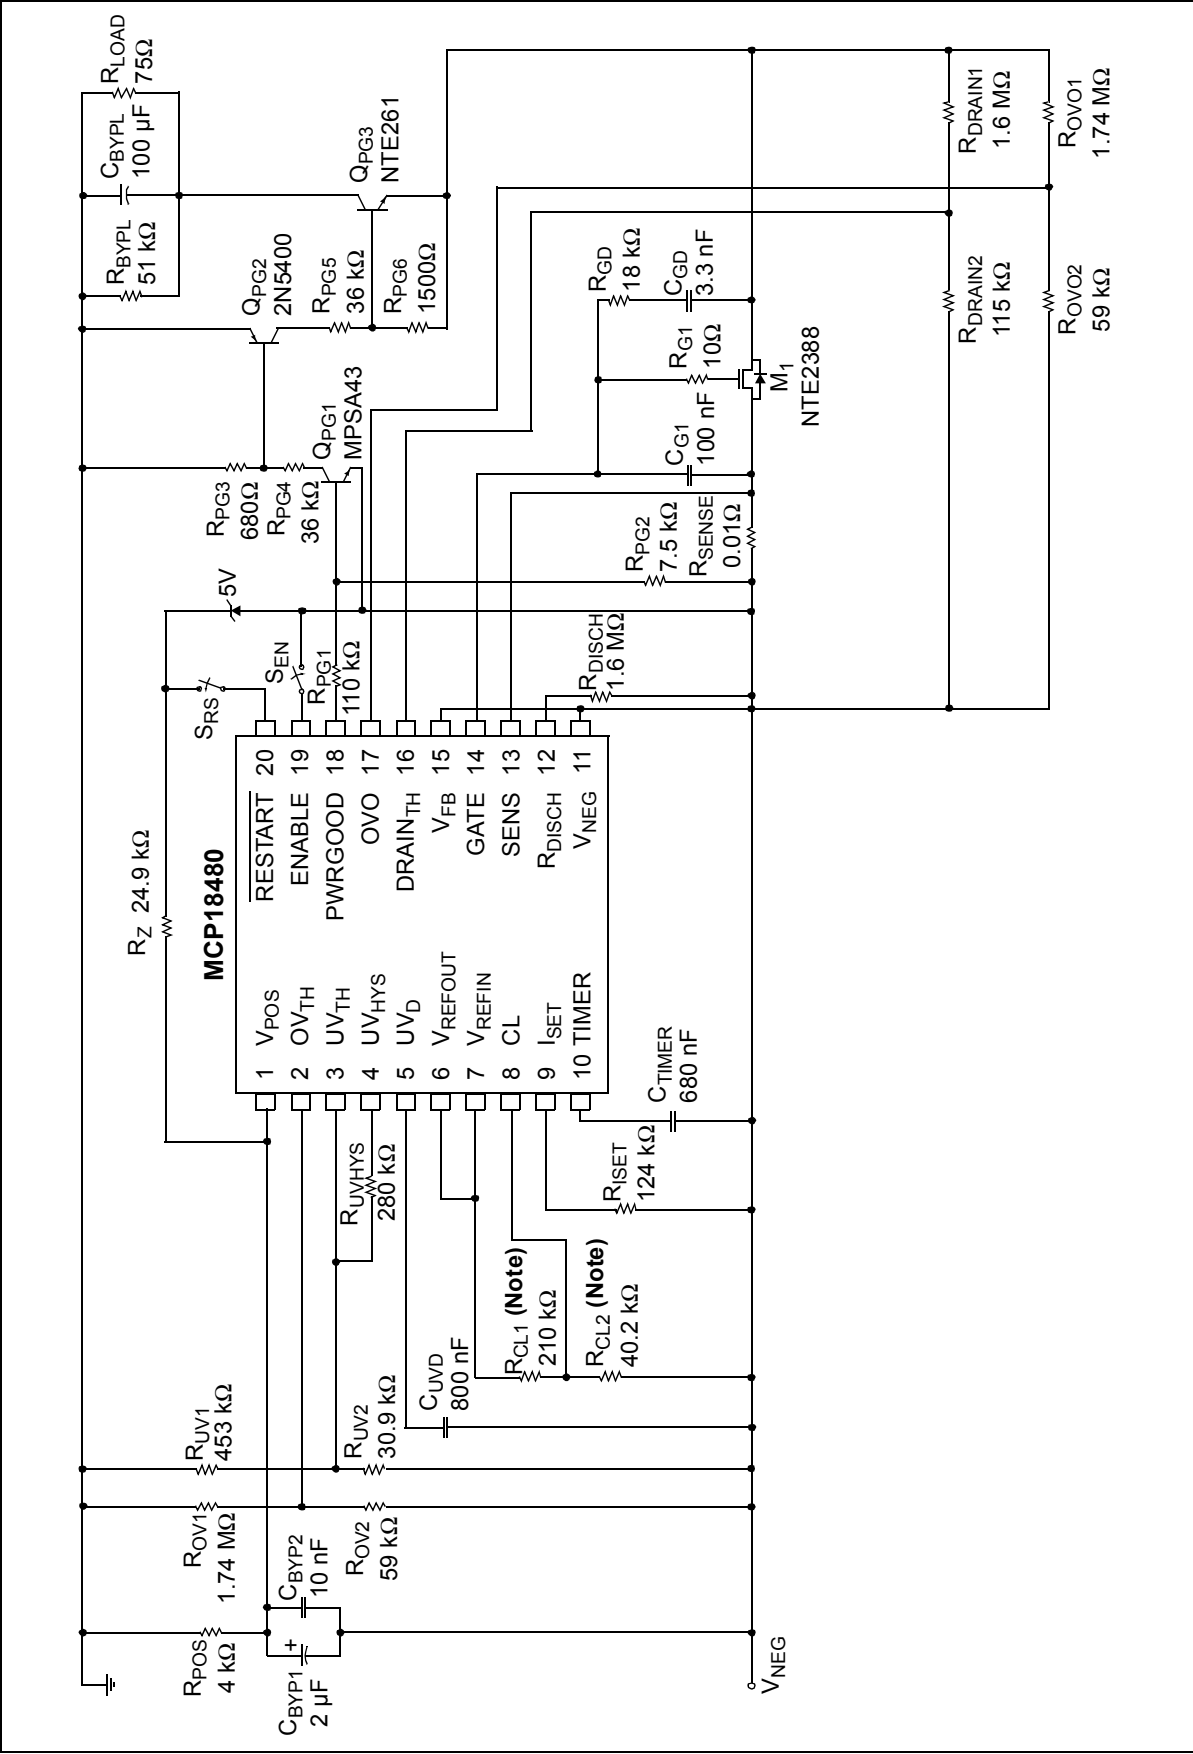 RPOS
4 kΩ
CBYP1
2 µF
+
CBYP2
10 nF
ROV1
1.74 MΩ
ROV2
59 kΩ
RUV1
453 kΩ
RUV2
30.9 kΩ
CUVD
800 nF
RCL1 (Note)
210 kΩ
RCL2 (Note)
40.2 kΩ
RUVHYS
280 kΩ
RISET
124 kΩ
CTIMER
680 nF
VNEG
RZ 24.9 kΩ
MCP18480
1 VPOS
2 OVTH
3 UVTH
4 UVHYS
5 UVD
6 VREFOUT
7 VREFIN
8 CL
9 ISET
10 TIMER
RESTART 20
ENABLE 19
PWRGOOD 18
OVO 17
DRAINTH 16
VFB 15
GATE 14
SENS 13
RDISCH 12
VNEG 11
SRS
SEN
5V
RPG1
110 kΩ
RDISCH
1.6 MΩ
RPG2
7.5 kΩ
RSENSE
0.01Ω
RPG3
680Ω
RPG4
36 kΩ
QPG1
MPSA43
CG1
100 nF
RG1
10Ω
M1
NTE2388
RGD
18 kΩ
CGD
3.3 nF
QPG2
2N5400
RPG5
36 kΩ
RPG6
1500Ω
RBYPL
51 kΩ
CBYPL
100 µF
RLOAD
75Ω
QPG3
NTE261
RDRAIN2
115 kΩ
ROVO2
59 kΩ
RDRAIN1
1.6 MΩ
ROVO1
1.74 MΩ